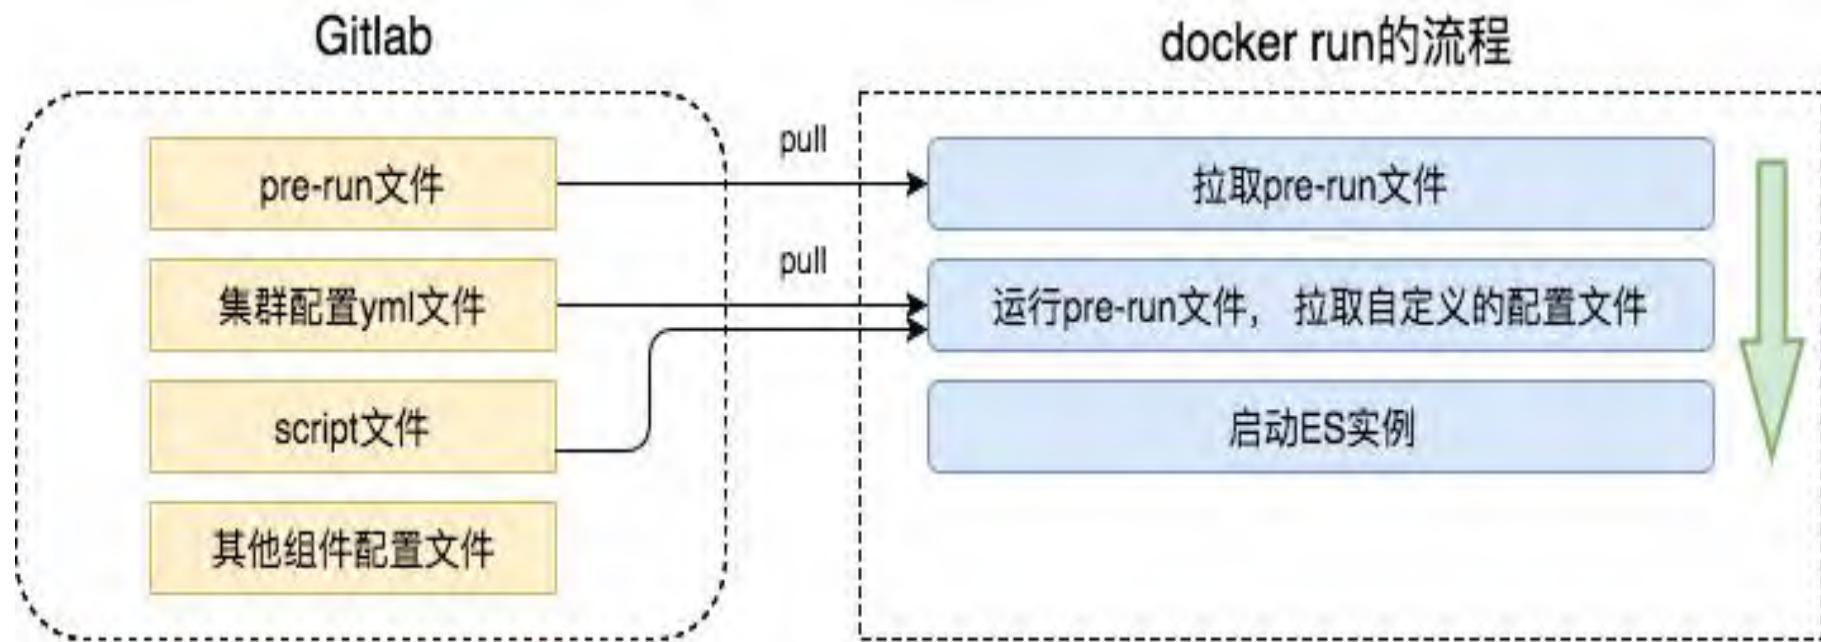 Gitlab
pre-run文件
集群配置yml文件
script文件
其他组件配置文件
pull
pull
docker run的流程
拉取pre-run文件
运行pre-run文件， 拉取自定义的配置文件
启动ES实例